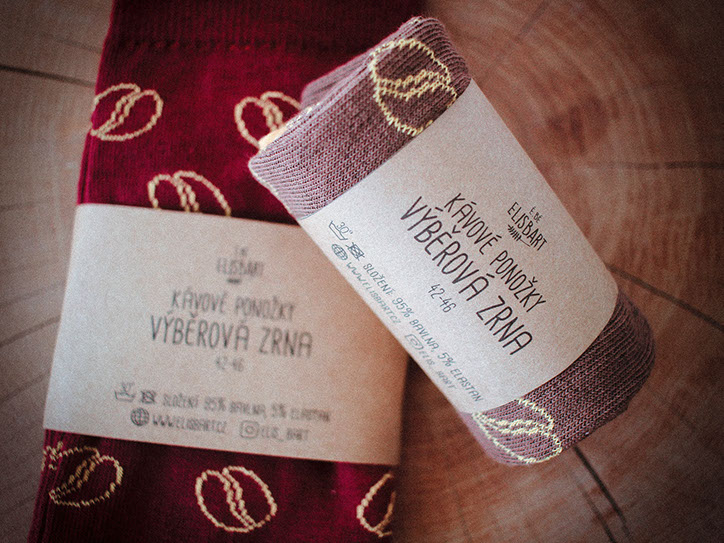 É. DE
ELISBART
KÁVOVÉ PONOŽKY
VÝBĚROVÁ ZRNA
42-46
30°
SLOŽENÍ: 95% BAVLNA, 5% ELASTAN
WWW.ELISBART.CZ ELIS_BART
ELISBART
KÁVOVÉ PONOŽKY
VÝBĚROVÁ ZRNA
42-46
SLOŽENÍ: 95% BAVLNA, 5% ELASTAN
WWW.ELISBART.CZ ELIS_BART